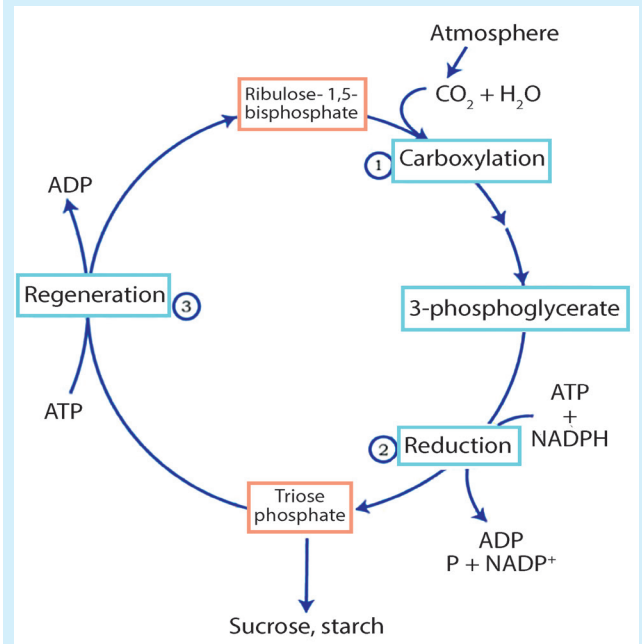 Atmosphere
CO₂ + H₂O
Ribulose- 1,5-
bisphosphate
1
Carboxylation
3-phosphoglycerate
ATP
+
NADPH
2
Reduction
ADP
P + NADP⁺
Triose
phosphate
Sucrose, starch
ATP
Regeneration
3
ADP